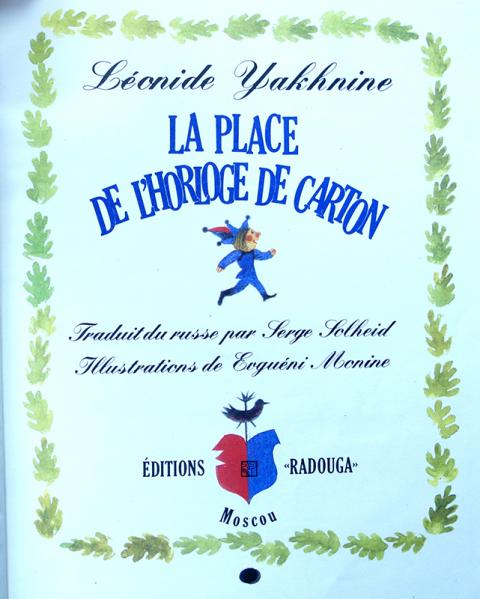 Léonide Yakhnine
LA PLACE
DE L'HORLOGE DE CARTON
Traduit du russe par Serge Solheid
Illustrations de Evguéni Monine
ÉDITIONS «RADOUGA»
Moscou